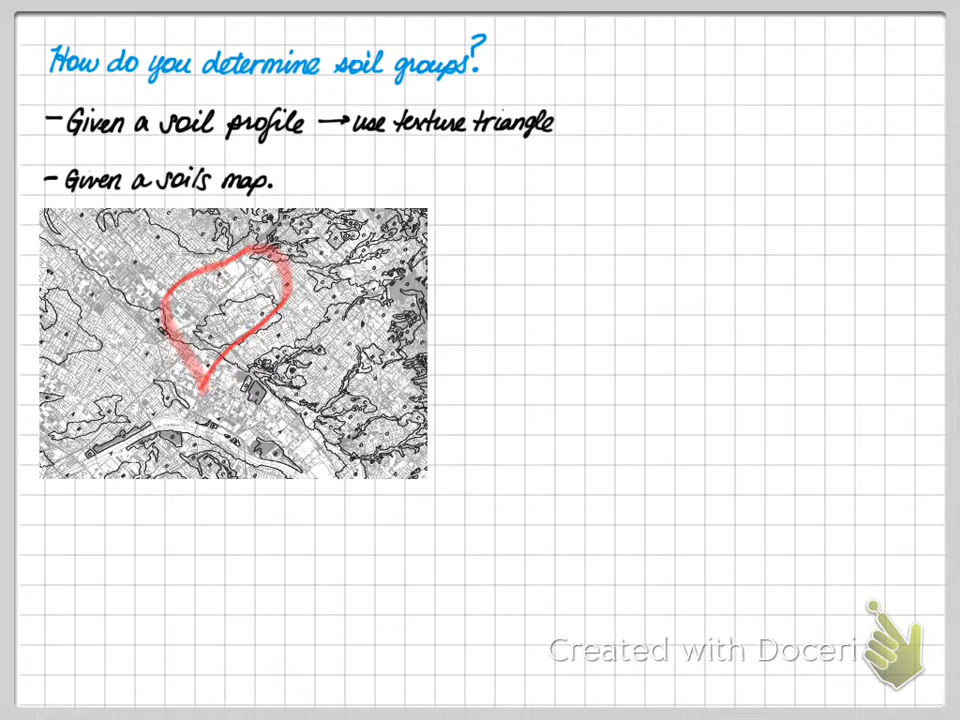 How do you determine soil groups?
- Given a soil profile → use texture triangle
- Given a soils map.
Created with Doceri